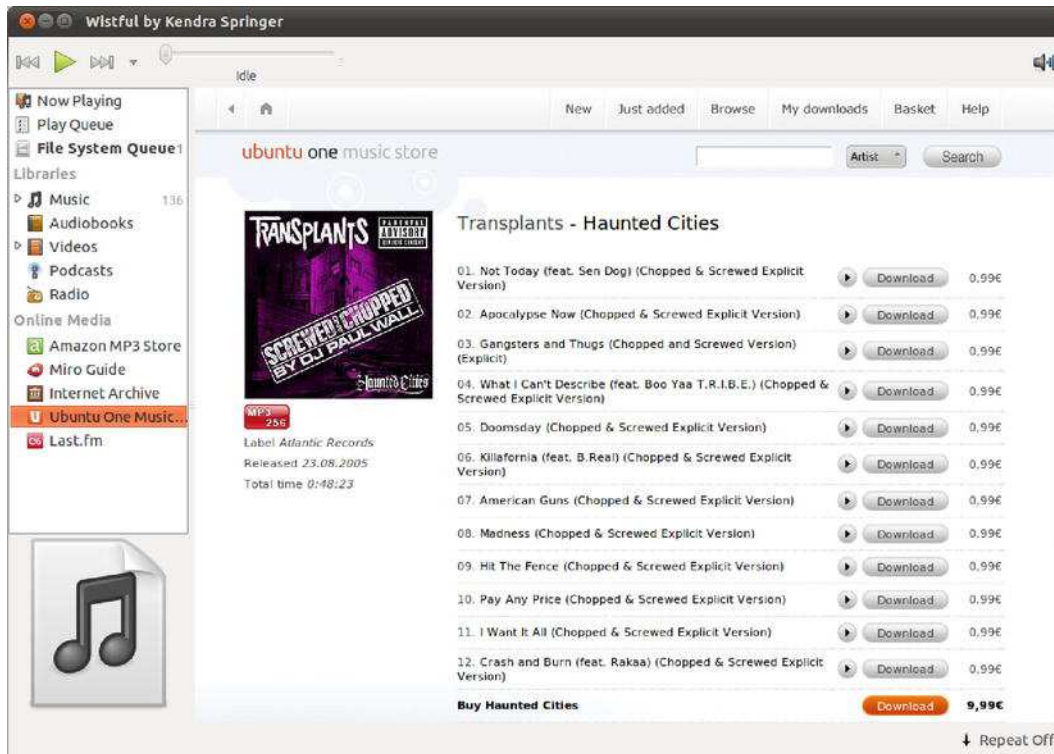 Wistful by Kendra Springer
Idle
Now Playing
Play Queue
File System Queue1
Libraries
Music 136
Audiobooks
Videos
Podcasts
Radio
Online Media
Amazon MP3 Store
Miro Guide
Internet Archive
Ubuntu One Music...
Last.fm
New Just added Browse My downloads Basket Help
ubuntu one music store
Artist Search
TRANSPLANTS
PARENTAL
ADVISORY
EXPLICIT CONTENT
SCREWED & CHOPPED
BY DJ PAUL WALL
Haunted Cities
MP3
256
Label Atlantic Records
Released 23.08.2005
Total time 0:48:23
Transplants - Haunted Cities
01. Not Today (feat. Sen Dog) (Chopped & Screwed Explicit
Version) Download 0,99€
02. Apocalypse Now (Chopped & Screwed Explicit Version) Download 0,99€
03. Gangsters and Thugs (Chopped and Screwed Version)
(Explicit) Download 0,99€
04. What I Can't Describe (feat. Boo Yaa T.R.I.B.E.) (Chopped &
Screwed Explicit Version) Download 0,99€
05. Doomsday (Chopped & Screwed Explicit Version) Download 0,99€
06. Killafornia (feat. B.Real) (Chopped & Screwed Explicit
Version) Download 0,99€
07. American Guns (Chopped & Screwed Explicit Version) Download 0,99€
08. Madness (Chopped & Screwed Explicit Version) Download 0,99€
09. Hit The Fence (Chopped & Screwed Explicit Version) Download 0,99€
10. Pay Any Price (Chopped & Screwed Explicit Version) Download 0,99€
11. I Want It All (Chopped & Screwed Explicit Version) Download 0,99€
12. Crash and Burn (feat. Rakaa) (Chopped & Screwed Explicit
Version) Download 0,99€
Buy Haunted Cities Download 9,99€
Repeat Off